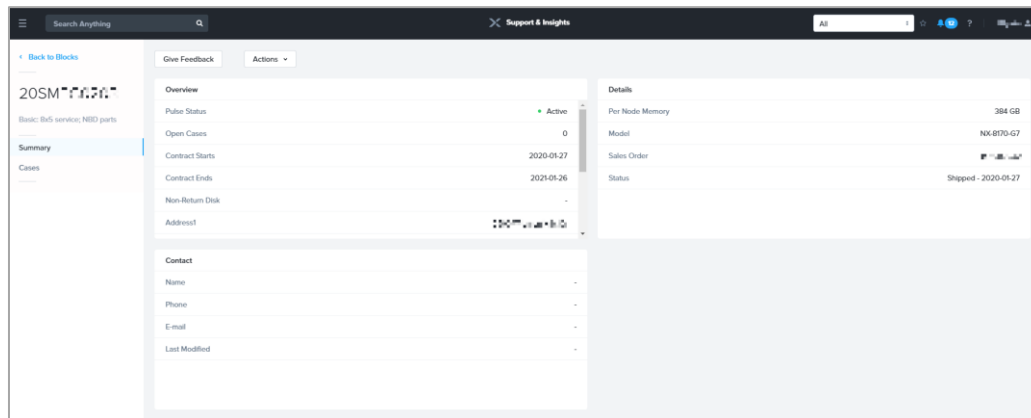 Search Anything
Support & Insights
All
?
Back to Blocks
20SM
Basic: 8x5 service; NBD parts
Summary
Cases
Give Feedback
Actions
Overview
Pulse Status
Active
Open Cases
0
Contract Starts
2020-01-27
Contract Ends
2021-01-26
Non-Return Disk
-
Address1
Details
Per Node Memory
384 GB
Model
NX-8170-G7
Sales Order
Status
Shipped - 2020-01-27
Contact
Name
-
Phone
-
E-mail
-
Last Modified
-